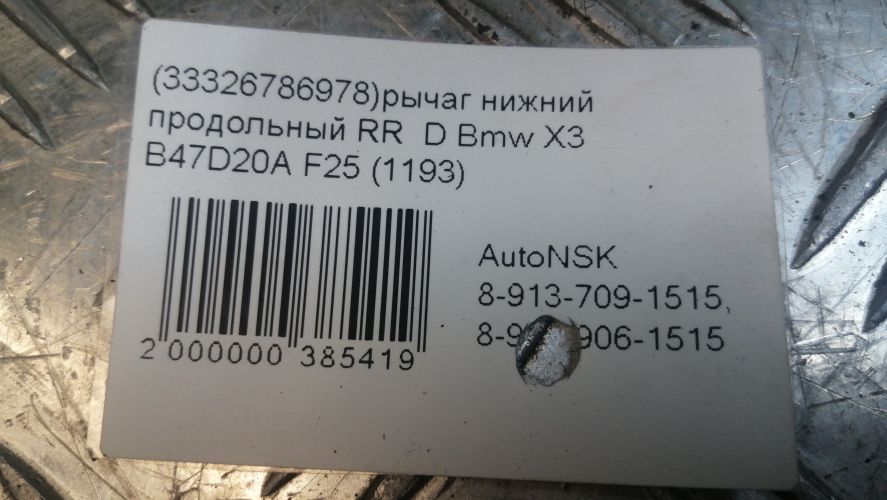 (33326786978)рычаг нижний
продольный RR D Bmw X3
B47D20A F25 (1193)
AutoNSK
8-913-709-1515,
2 000000 385419